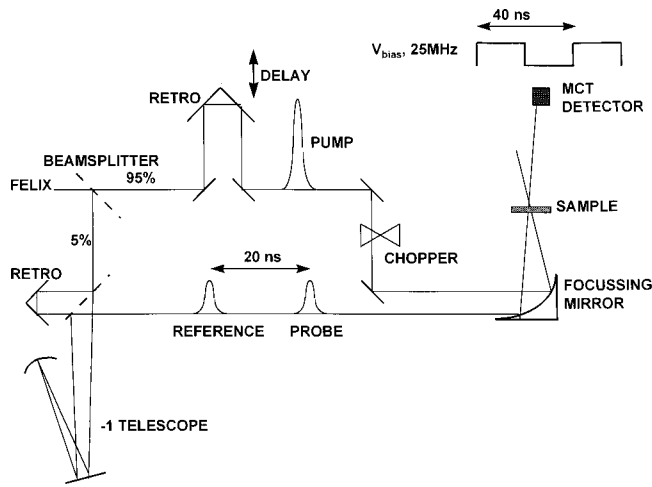 40 ns
V_bias, 25MHz
DELAY
RETRO
MCT
DETECTOR
PUMP
BEAMSPLITTER
95%
FELIX
SAMPLE
5%
CHOPPER
20 ns
RETRO
FOCUSSING
MIRROR
REFERENCE
PROBE
-1 TELESCOPE